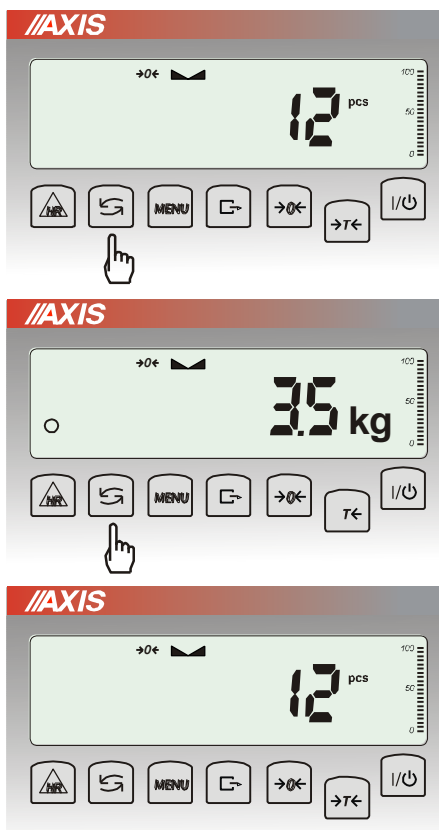 //AXIS
→0← 100
12 pcs 50
0
HR MENU →0← →T← I/⏻
//AXIS
→0← 100
3.5 kg 50
0
HR MENU →0← T← I/⏻
//AXIS
→0← 100
12 pcs 50
0
HR MENU →0← →T← I/⏻